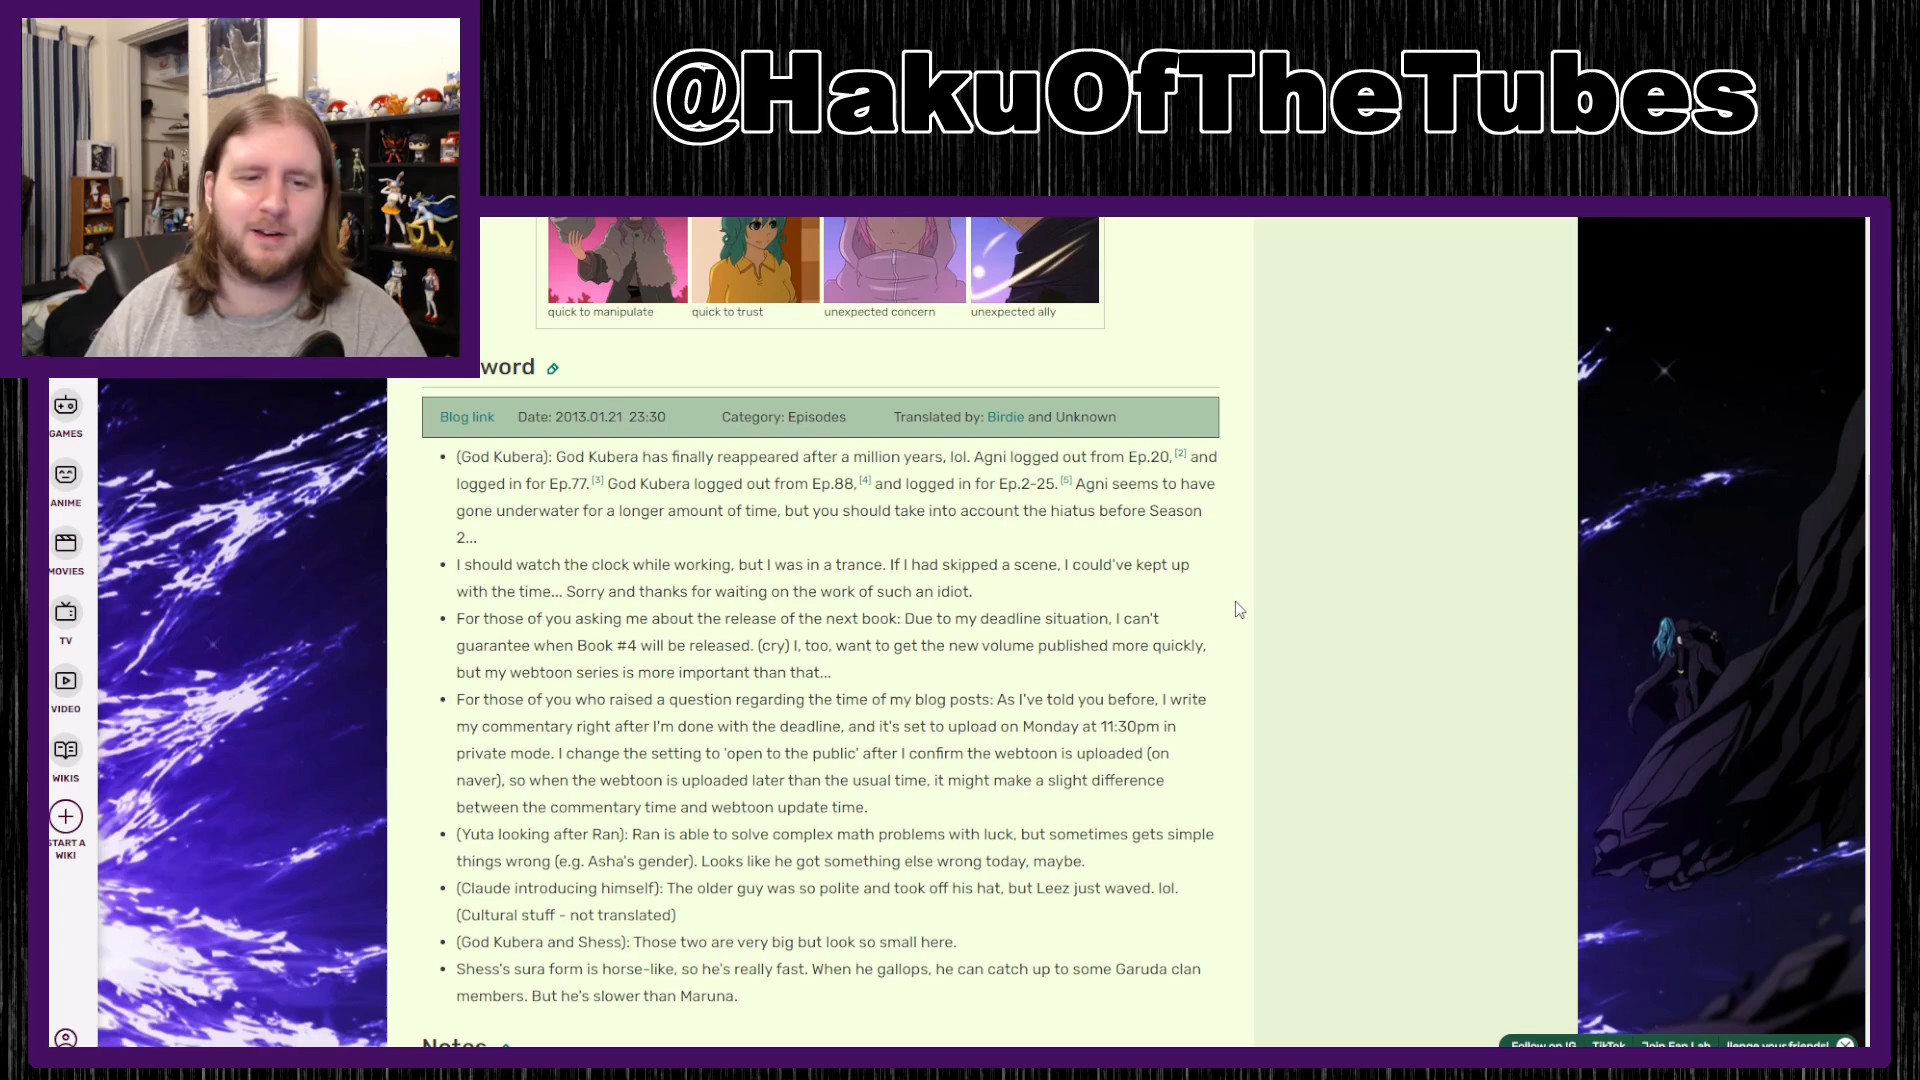 @HakuOfTheTubes
quick to manipulate
quick to trust
unexpected concern
unexpected ally
word
Blog link Date: 2013.01.21 23:30 Category: Episodes Translated by: Birdie and Unknown
• (God Kubera): God Kubera has finally reappeared after a million years, lol. Agni logged out from Ep.20,[2] and
logged in for Ep.77.[3] God Kubera logged out from Ep.88,[4] and logged in for Ep.2-25.[5] Agni seems to have
gone underwater for a longer amount of time, but you should take into account the hiatus before Season
2...
• I should watch the clock while working, but I was in a trance. If I had skipped a scene, I could've kept up
with the time... Sorry and thanks for waiting on the work of such an idiot.
• For those of you asking me about the release of the next book: Due to my deadline situation, I can't
guarantee when Book #4 will be released. (cry) I, too, want to get the new volume published more quickly,
but my webtoon series is more important than that...
• For those of you who raised a question regarding the time of my blog posts: As I've told you before, I write
my commentary right after I'm done with the deadline, and it's set to upload on Monday at 11:30pm in
private mode. I change the setting to 'open to the public' after I confirm the webtoon is uploaded (on
naver), so when the webtoon is uploaded later than the usual time, it might make a slight difference
between the commentary time and webtoon update time.
• (Yuta looking after Ran): Ran is able to solve complex math problems with luck, but sometimes gets simple
things wrong (e.g. Asha's gender). Looks like he got something else wrong today, maybe.
• (Claude introducing himself): The older guy was so polite and took off his hat, but Leez just waved. lol.
(Cultural stuff - not translated)
• (God Kubera and Shess): Those two are very big but look so small here.
• Shess's sura form is horse-like, so he's really fast. When he gallops, he can catch up to some Garuda clan
members. But he's slower than Maruna.
Notes
GAMES
ANIME
MOVIES
TV
VIDEO
WIKIS
START A
WIKI
Follow on IG TikTok Join Fan Lab llenge your friends!